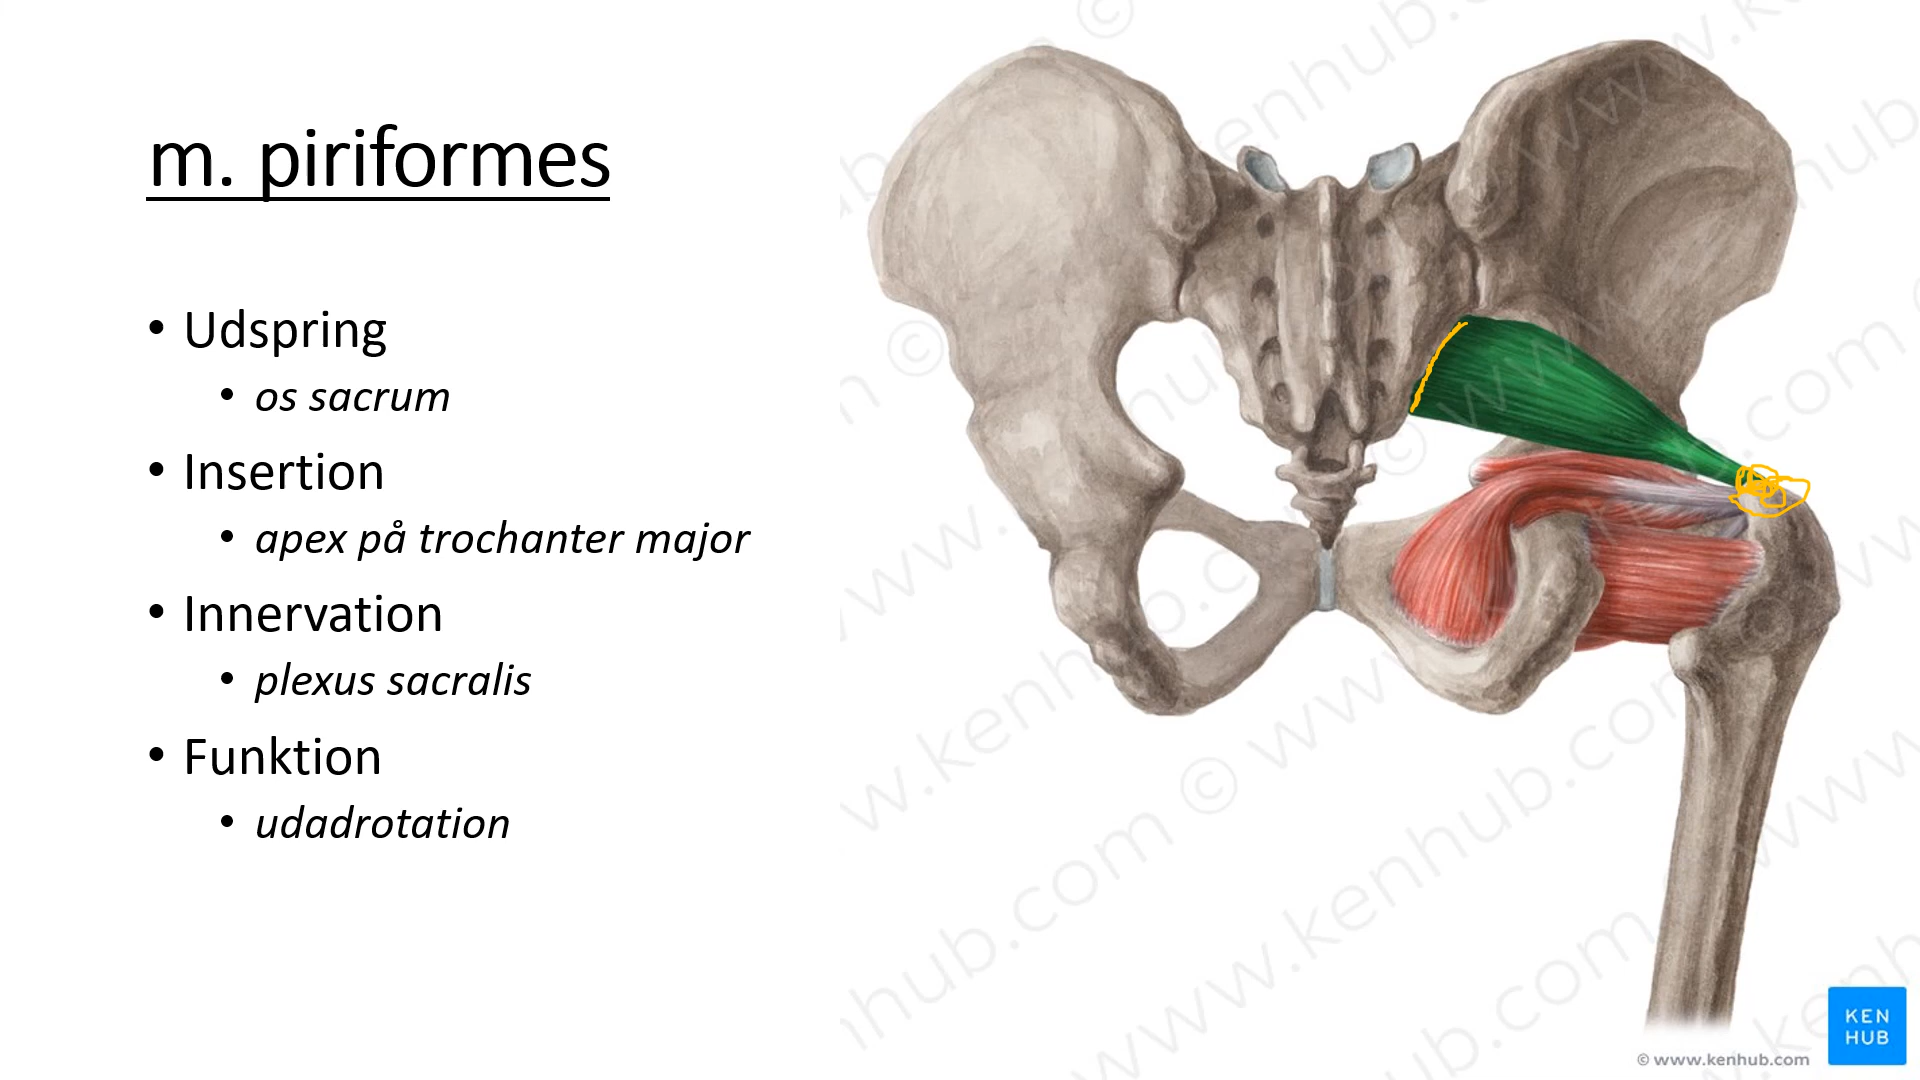 m. piriformes
• Udspring
• os sacrum
• Insertion
• apex på trochanter major
• Innervation
• plexus sacralis
• Funktion
• udadrotation
KEN
HUB
© www.kenhub.com